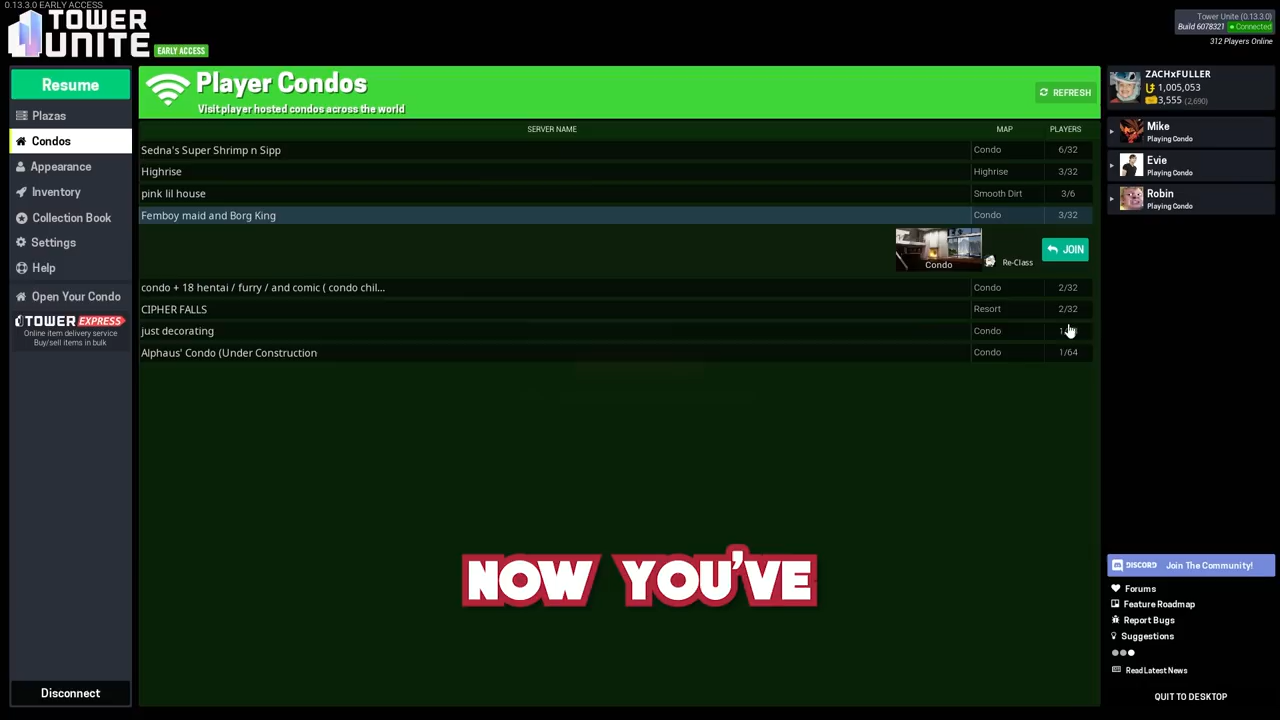 0.13.3.0 EARLY ACCESS
TOWER
UNITE
EARLY ACCESS
Tower Unite (0.13.3.0)
Build 6078321 Connected
312 Players Online
Resume
Plazas
Condos
Appearance
Inventory
Collection Book
Settings
Help
Open Your Condo
TOWER EXPRESS
Online item delivery service
Buy/sell items in bulk
Disconnect
Player Condos
Visit player hosted condos across the world
REFRESH
SERVER NAME MAP PLAYERS
Sedna's Super Shrimp n Sipp Condo 6/32
Highrise Highrise 3/32
pink lil house Smooth Dirt 3/6
Femboy maid and Borg King Condo 3/32
Condo Re-Class JOIN
condo + 18 hentai / furry / and comic ( condo chil... Condo 2/32
CIPHER FALLS Resort 2/32
just decorating Condo
Alphaus' Condo (Under Construction Condo 1/64
NOW YOU'VE
ZACHxFULLER
1,005,053
3,555 (2,690)
Mike
Playing Condo
Evie
Playing Condo
Robin
Playing Condo
DISCORD Join The Community!
Forums
Feature Roadmap
Report Bugs
Suggestions
Read Latest News
QUIT TO DESKTOP